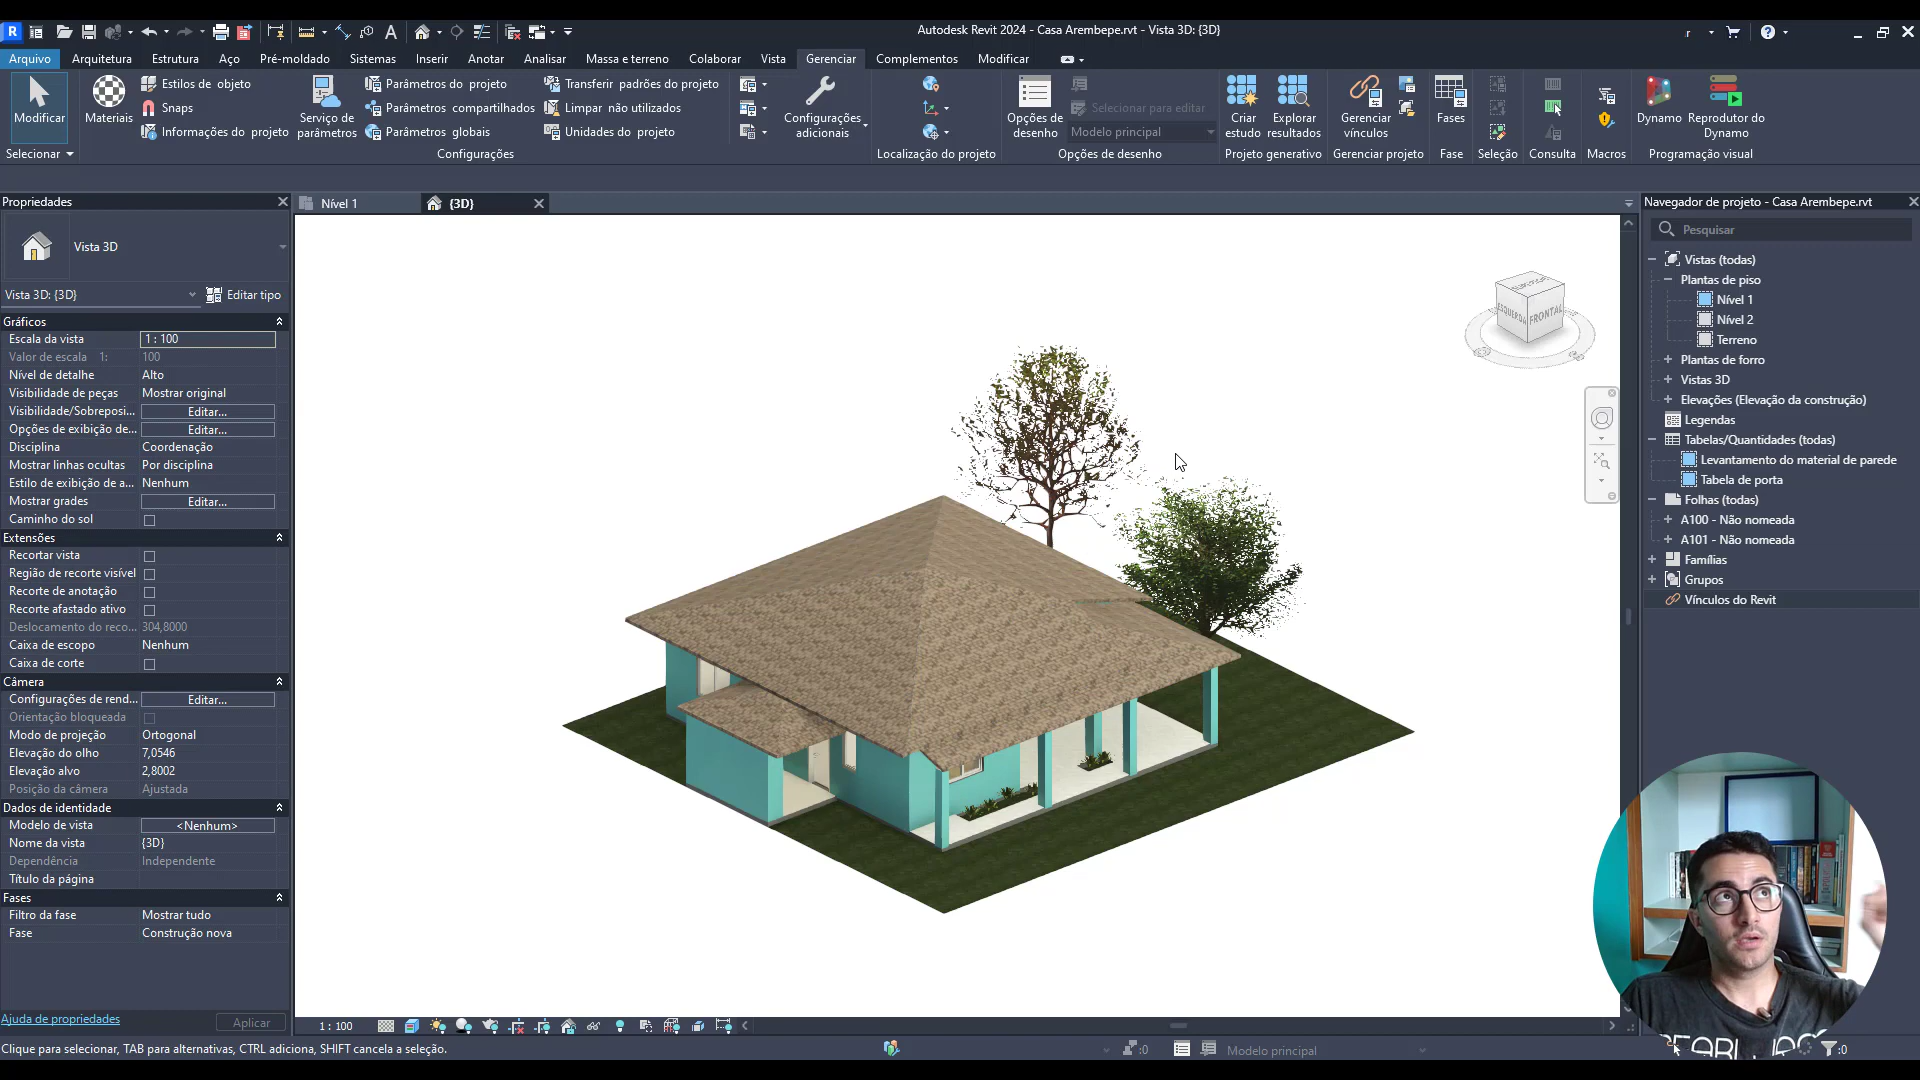 R
Autodesk Revit 2024 - Casa Arembepe.rvt - Vista 3D: {3D}
Arquivo Arquitetura Estrutura Aço Pré-moldado Sistemas Inserir Anotar Analisar Massa e terreno Colaborar Vista Gerenciar Complementos Modificar
Modificar
Selecionar
Materiais
Estilos de objeto
Snaps
Informações do projeto
Serviço de parâmetros
Parâmetros do projeto
Parâmetros compartilhados
Parâmetros globais
Transferir padrões do projeto
Limpar não utilizados
Unidades do projeto
Configurações adicionais
Configurações
Localização do projeto
Opções de desenho
Selecionar para editar
Modelo principal
Opções de desenho
Criar estudo
Explorar resultados
Projeto generativo
Gerenciar vínculos
Gerenciar projeto
Fases
Fase
Seleção
Consulta
Macros
Dynamo
Reprodutor do Dynamo
Programação visual
Propriedades
Vista 3D
Vista 3D: {3D}
Editar tipo
Gráficos
Escala da vista 1 : 100
Valor de escala 1: 100
Nível de detalhe Alto
Visibilidade de peças Mostrar original
Visibilidade/Sobreposi... Editar...
Opções de exibição de... Editar...
Disciplina Coordenação
Mostrar linhas ocultas Por disciplina
Estilo de exibição de a... Nenhum
Mostrar grades Editar...
Caminho do sol
Extensões
Recortar vista
Região de recorte visível
Recorte de anotação
Recorte afastado ativo
Deslocamento do reco... 304,8000
Caixa de escopo Nenhum
Caixa de corte
Câmera
Configurações de rend... Editar...
Orientação bloqueada
Modo de projeção Ortogonal
Elevação do olho 7,0546
Elevação alvo 2,8002
Posição da câmera Ajustada
Dados de identidade
Modelo de vista <Nenhum>
Nome da vista {3D}
Dependência Independente
Título da página
Fases
Filtro da fase Mostrar tudo
Fase Construção nova
Ajuda de propriedades
Aplicar
Nível 1
{3D}
ESQUERDA
FRONTAL
Navegador de projeto - Casa Arembepe.rvt
Pesquisar
Vistas (todas)
Plantas de piso
Nível 1
Nível 2
Terreno
Plantas de forro
Vistas 3D
Elevações (Elevação da construção)
Legendas
Tabelas/Quantidades (todas)
Levantamento do material de parede
Tabela de porta
Folhas (todas)
A100 - Não nomeada
A101 - Não nomeada
Famílias
Grupos
Vínculos do Revit
1 : 100
Clique para selecionar, TAB para alternativas, CTRL adiciona, SHIFT cancela a seleção.
:0
Modelo principal
:0